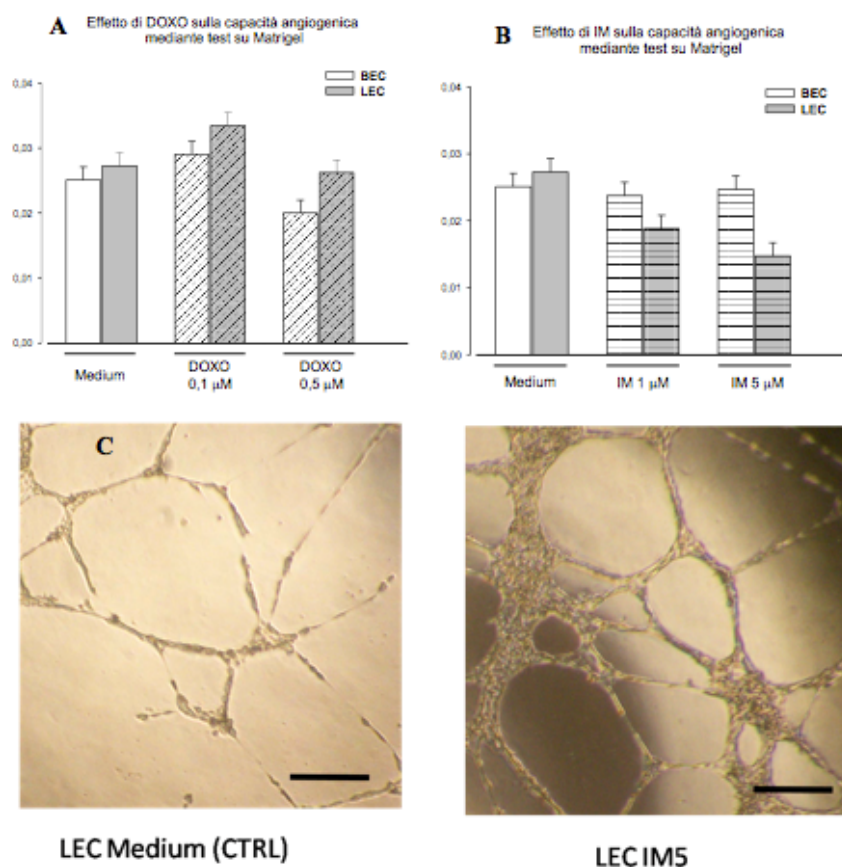 A
Effetto di DOXO sulla capacità angiogenica
mediante test su Matrigel
BEC
LEC
0,04
0,03
0,02
0,01
0,00
Medium
DOXO
0,1 µM
DOXO
0,5 µM
B
Effetto di IM sulla capacità angiogenica
mediante test su Matrigel
BEC
LEC
0,04
0,03
0,02
0,01
0,00
Medium
IM 1 µM
IM 5 µM
C
LEC Medium (CTRL)
LEC IM5